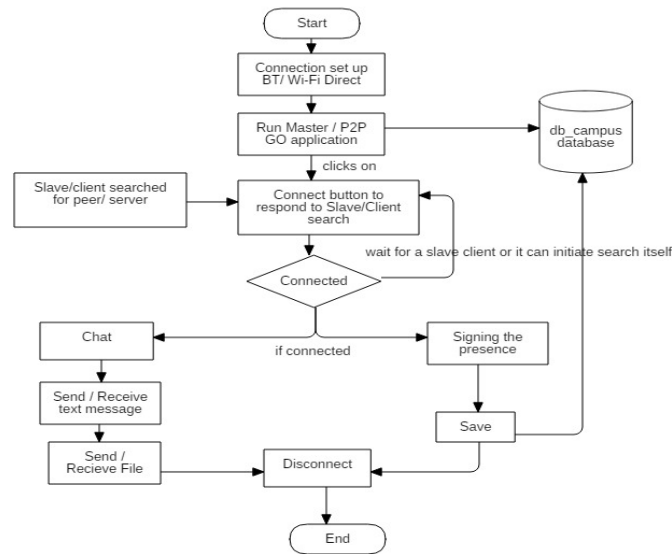 Start
Connection set up
BT/ Wi-Fi Direct
Run Master / P2P
GO application
db_campus
database
clicks on
Slave/client searched
for peer/ server
Connect button to
respond to Slave/Client
search
wait for a slave client or it can initiate search itself
Connected
Chat
if connected
Signing the
presence
Send / Receive
text message
Save
Send /
Recieve File
Disconnect
End